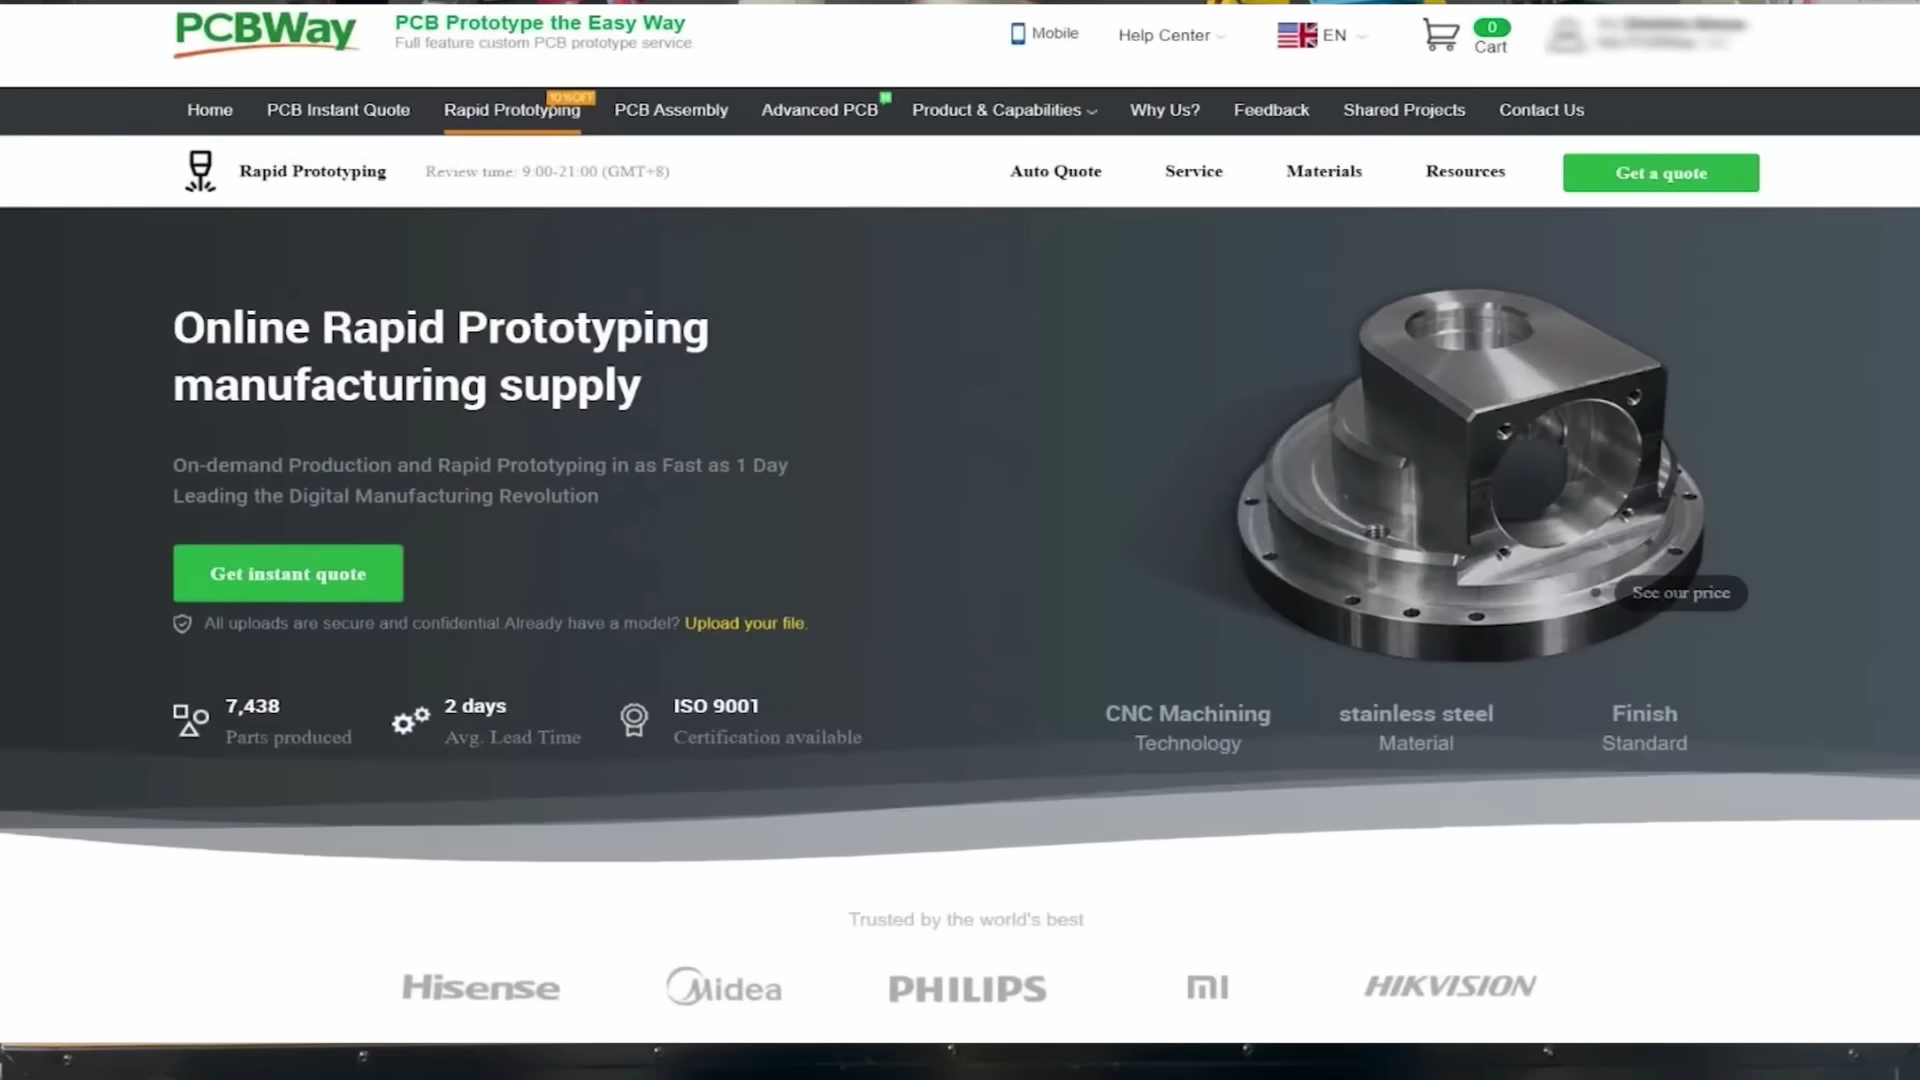 PCBWay
PCB Prototype the Easy Way
Full feature custom PCB prototype service.
Mobile
Help Center
EN
0
Cart
10%OFF
Home
PCB Instant Quote
Rapid Prototyping
PCB Assembly
Advanced PCB
Product & Capabilities
Why Us?
Feedback
Shared Projects
Contact Us
Rapid Prototyping
Review time: 9:00-21:00 (GMT+8)
Auto Quote
Service
Materials
Resources
Get a quote
Online Rapid Prototyping
manufacturing supply
On-demand Production and Rapid Prototyping in as Fast as 1 Day
Leading the Digital Manufacturing Revolution
Get instant quote
All uploads are secure and confidential.Already have a model? Upload your file.
See our price
7,438
Parts produced
2 days
Avg. Lead Time
ISO 9001
Certification available
CNC Machining
Technology
stainless steel
Material
Finish
Standard
Trusted by the world's best
Hisense
Midea
PHILIPS
MI
HIKVISION